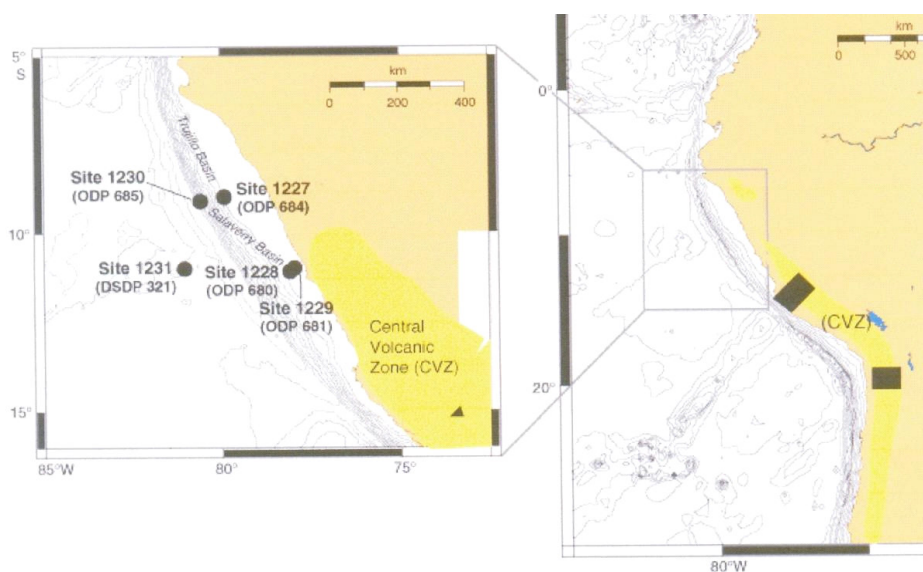 5°
S
km
0 200 400
Trujillo Basin
Site 1230
(ODP 685)
Site 1227
(ODP 684)
Salaverry Basin
10°
Site 1231
(DSDP 321)
Site 1228
(ODP 680)
Site 1229
(ODP 681)
Central
Volcanic
Zone (CVZ)
15°
85°W
80°
75°
km
0 500
0°
(CVZ)
20°
80°W